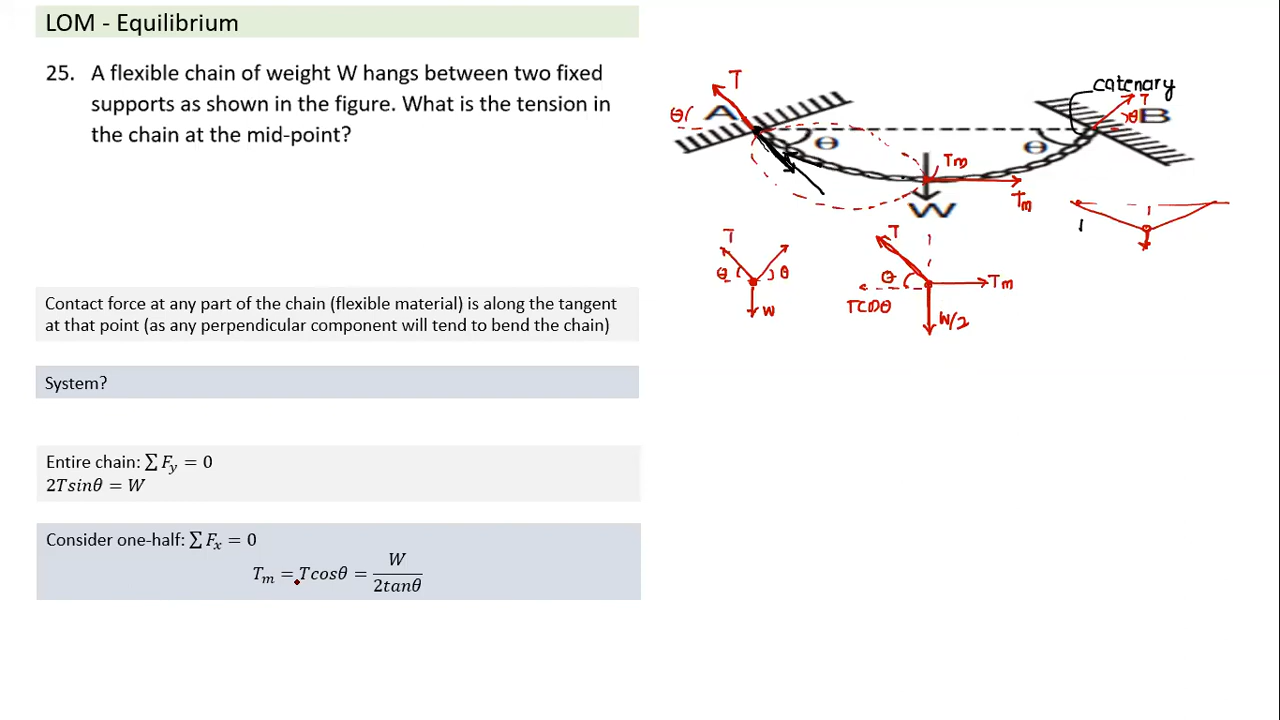 LOM - Equilibrium
25. A flexible chain of weight W hangs between two fixed
supports as shown in the figure. What is the tension in
the chain at the mid-point?
Contact force at any part of the chain (flexible material) is along the tangent
at that point (as any perpendicular component will tend to bend the chain)
System?
Entire chain: ∑ F_y = 0
2Tsinθ = W
Consider one-half: ∑ F_x = 0
T_m = Tcosθ = W / 2tanθ
T
θ
A
θ
catenary
T
θ
B
θ
T_m
W
T_m
T
θ
θ
W
T
θ
T_m
Tcosθ
W/2